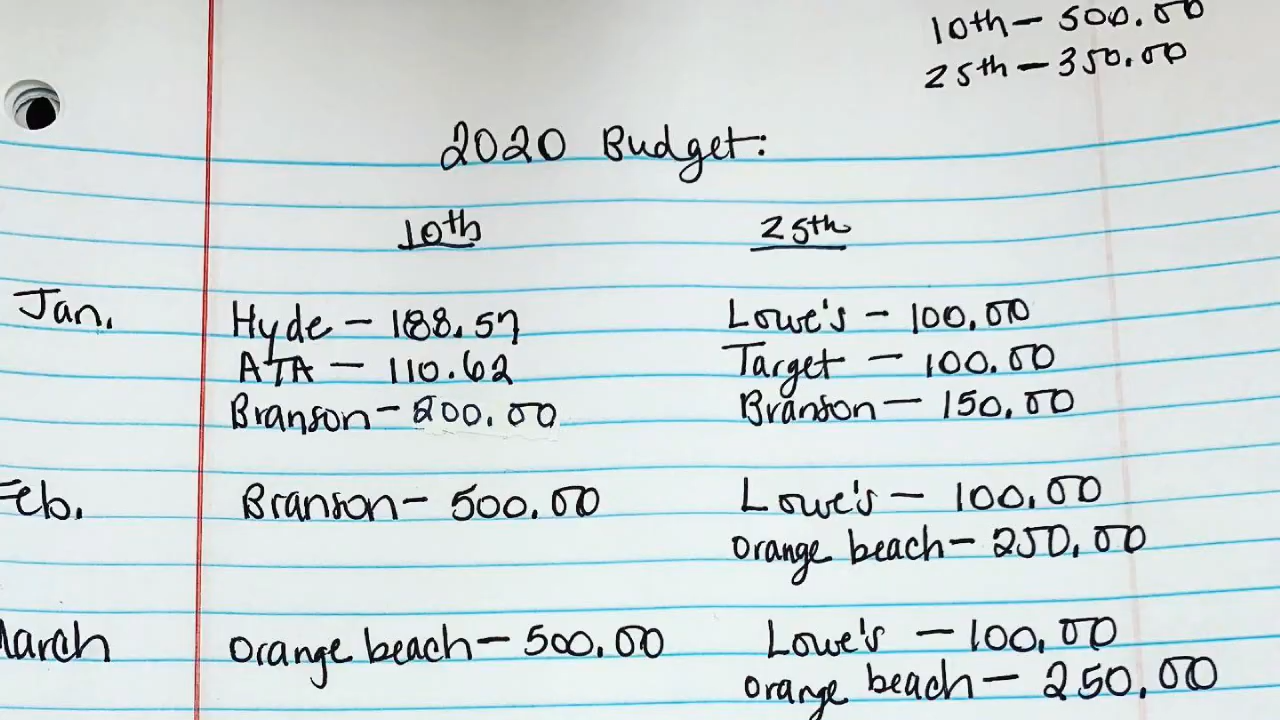 10th - 500.00
25th - 350.00
2020 Budget:
10th 25th
Jan. Hyde - 188.57 Lowe's - 100.00
ATA - 110.62 Target - 100.00
Branson - 200.00 Branson - 150.00
Feb. Branson - 500.00 Lowe's - 100.00
Orange beach - 250.00
March Orange beach - 500.00 Lowe's - 100.00
Orange beach - 250.00